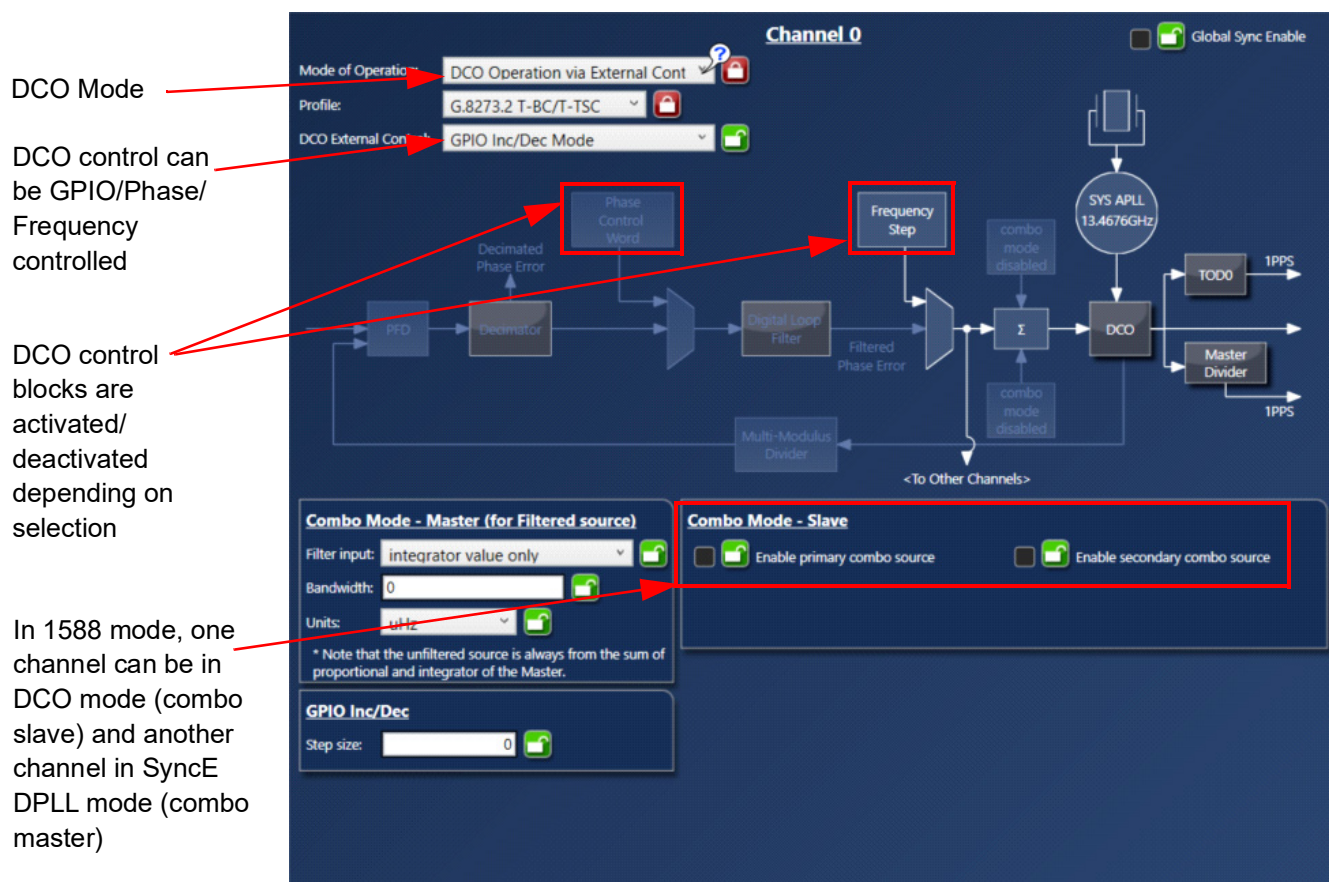 Channel 0
Global Sync Enable
Mode of Operation:
DCO Operation via External Cont
?
Profile:
G.8273.2 T-BC/T-TSC
DCO External Control:
GPIO Inc/Dec Mode
DCO Mode
DCO control can
be GPIO/Phase/
Frequency
controlled
DCO control
blocks are
activated/
deactivated
depending on
selection
In 1588 mode, one
channel can be in
DCO mode (combo
slave) and another
channel in SyncE
DPLL mode (combo
master)
Phase
Control
Word
Frequency
Step
SYS APLL
13.4676GHz
combo
mode
disabled
Decimated
Phase Error
TOD0
1PPS
PFD
Decimator
Digital Loop
Filter
Filtered
Phase Error
Σ
DCO
Master
Divider
1PPS
combo
mode
disabled
Multi-Modulus
Divider
<To Other Channels>
Combo Mode - Master (for Filtered source)
Filter input:
integrator value only
Bandwidth:
0
Units:
uHz
* Note that the unfiltered source is always from the sum of
proportional and integrator of the Master.
Combo Mode - Slave
Enable primary combo source
Enable secondary combo source
GPIO Inc/Dec
Step size:
0